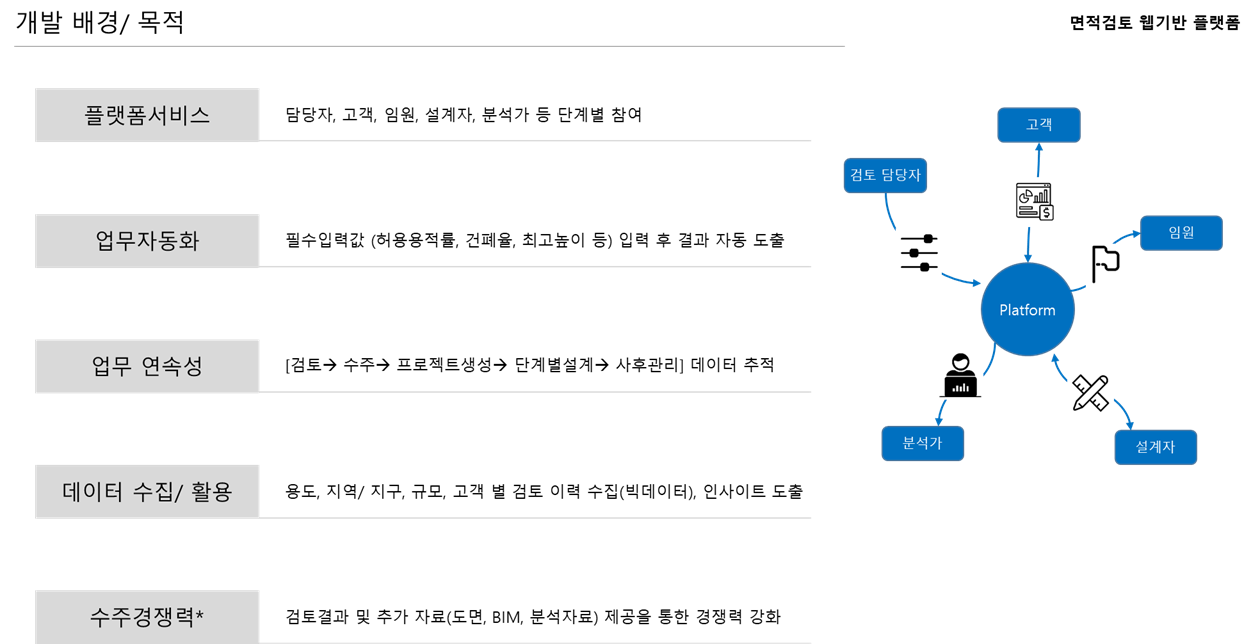 개발 배경/ 목적
면적검토 웹기반 플랫폼
플랫폼서비스
담당자, 고객, 임원, 설계자, 분석가 등 단계별 참여
업무자동화
필수입력값 (허용용적률, 건폐율, 최고높이 등) 입력 후 결과 자동 도출
업무 연속성
[검토→ 수주→ 프로젝트생성→ 단계별설계→ 사후관리] 데이터 추적
데이터 수집/ 활용
용도, 지역/ 지구, 규모, 고객 별 검토 이력 수집(빅데이터), 인사이트 도출
수주경쟁력*
검토결과 및 추가 자료(도면, BIM, 분석자료) 제공을 통한 경쟁력 강화
고객
검토 담당자
$
임원
Platform
분석가
설계자